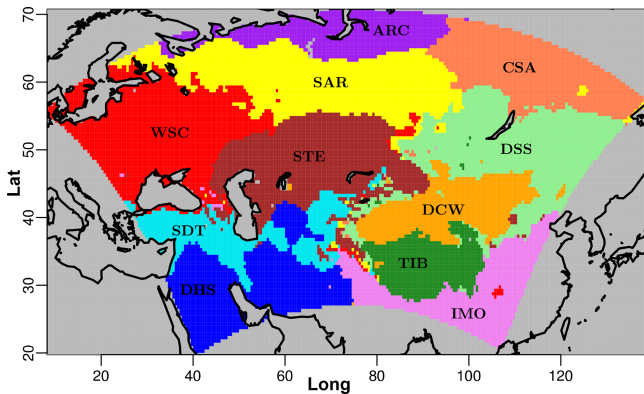 70
ARC
60
SAR
CSA
50
WSC
STE
DSS
Lat
40
SDT
DCW
30
DHS
TIB
IMO
20
20 40 60 80 100 120
Long